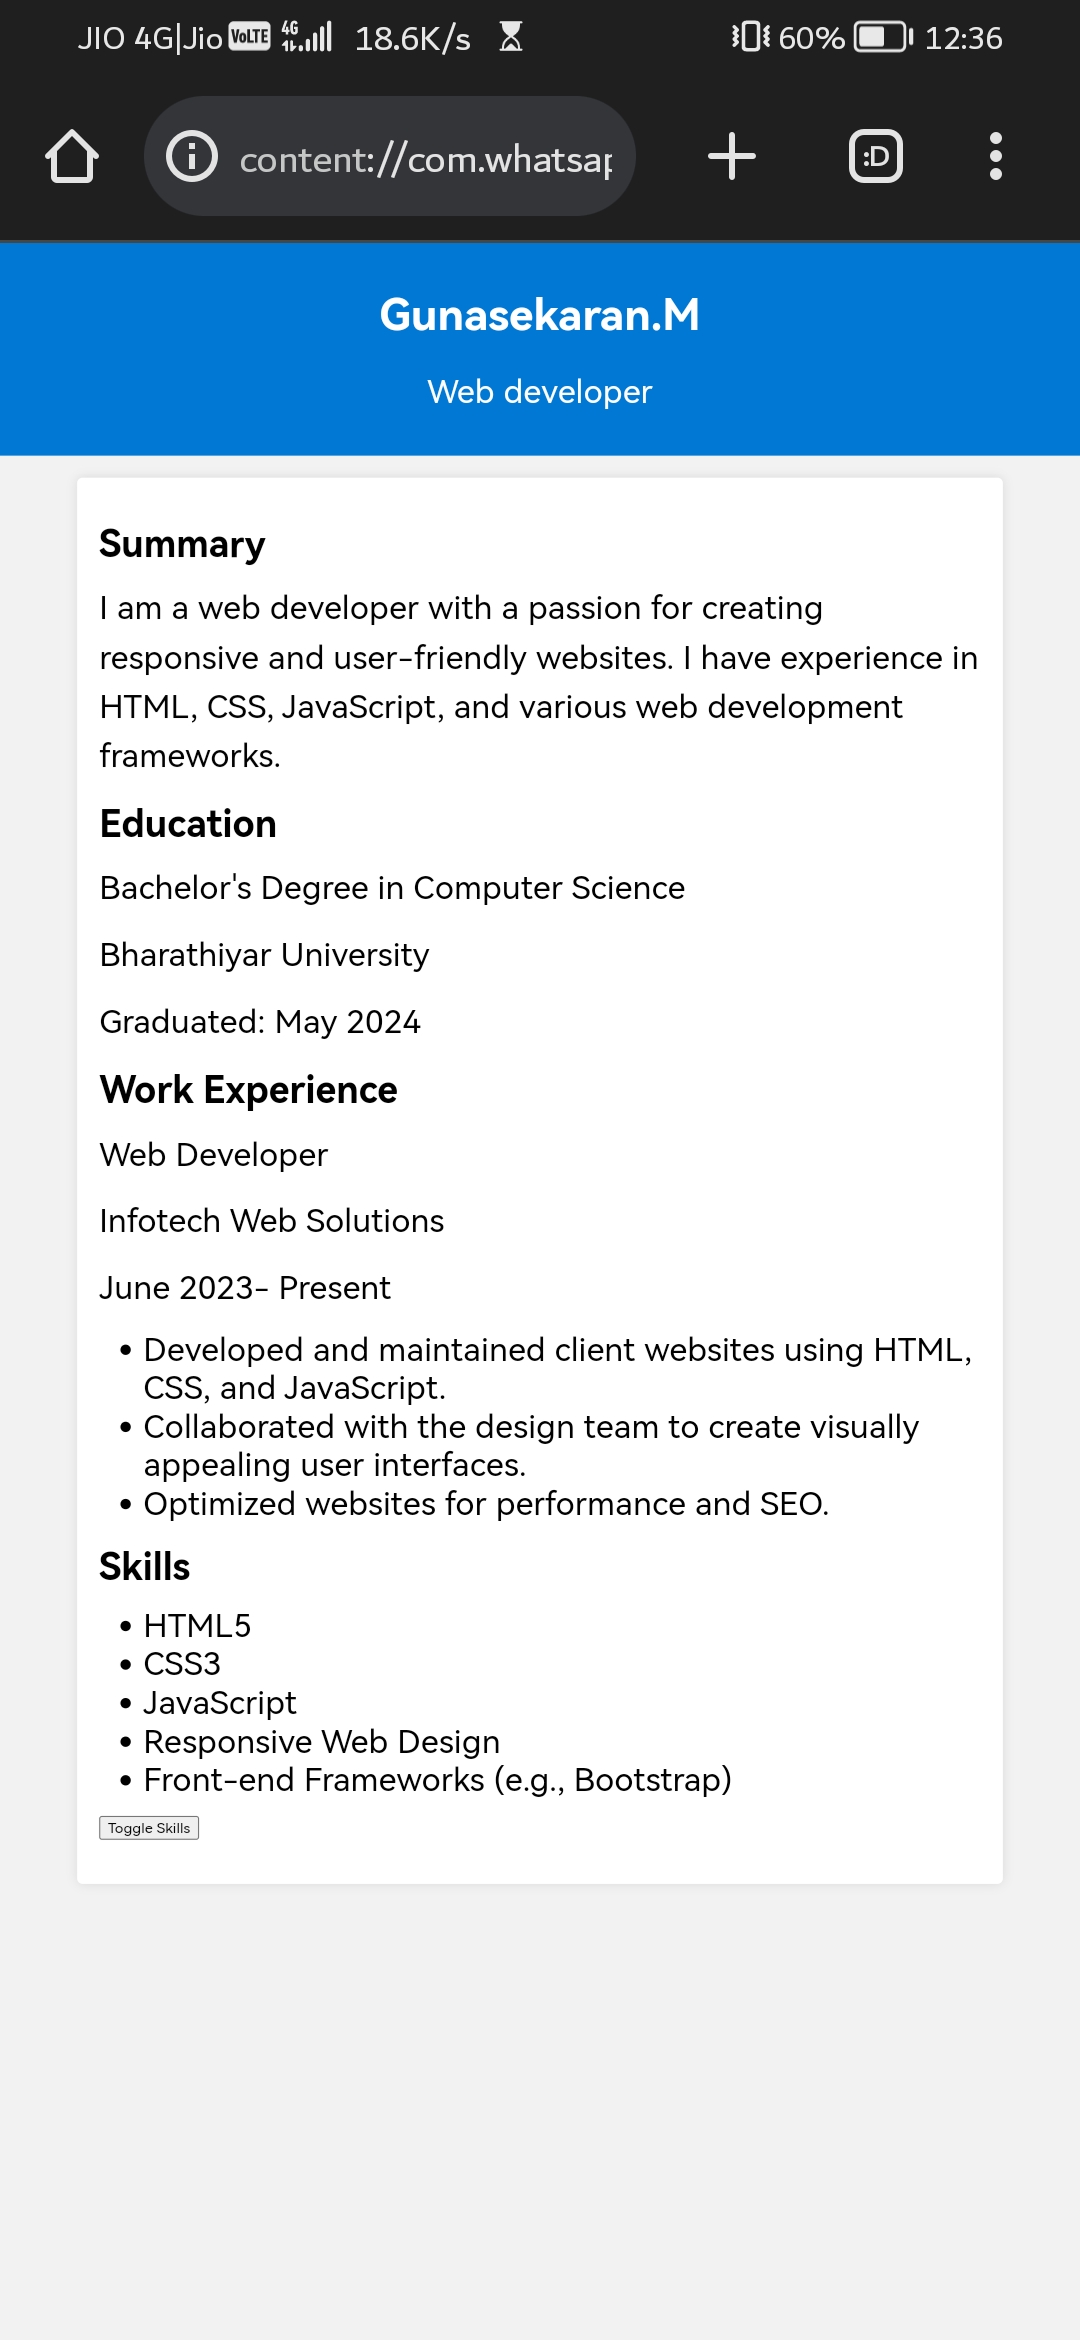 JIO 4G|Jio VoLTE 4G 18.6K/s 60% 12:36
content://com.whatsap
:D
Gunasekaran.M
Web developer
Summary
I am a web developer with a passion for creating
responsive and user-friendly websites. I have experience in
HTML, CSS, JavaScript, and various web development
frameworks.
Education
Bachelor's Degree in Computer Science
Bharathiyar University
Graduated: May 2024
Work Experience
Web Developer
Infotech Web Solutions
June 2023- Present
• Developed and maintained client websites using HTML,
CSS, and JavaScript.
• Collaborated with the design team to create visually
appealing user interfaces.
• Optimized websites for performance and SEO.
Skills
• HTML5
• CSS3
• JavaScript
• Responsive Web Design
• Front-end Frameworks (e.g., Bootstrap)
Toggle Skills